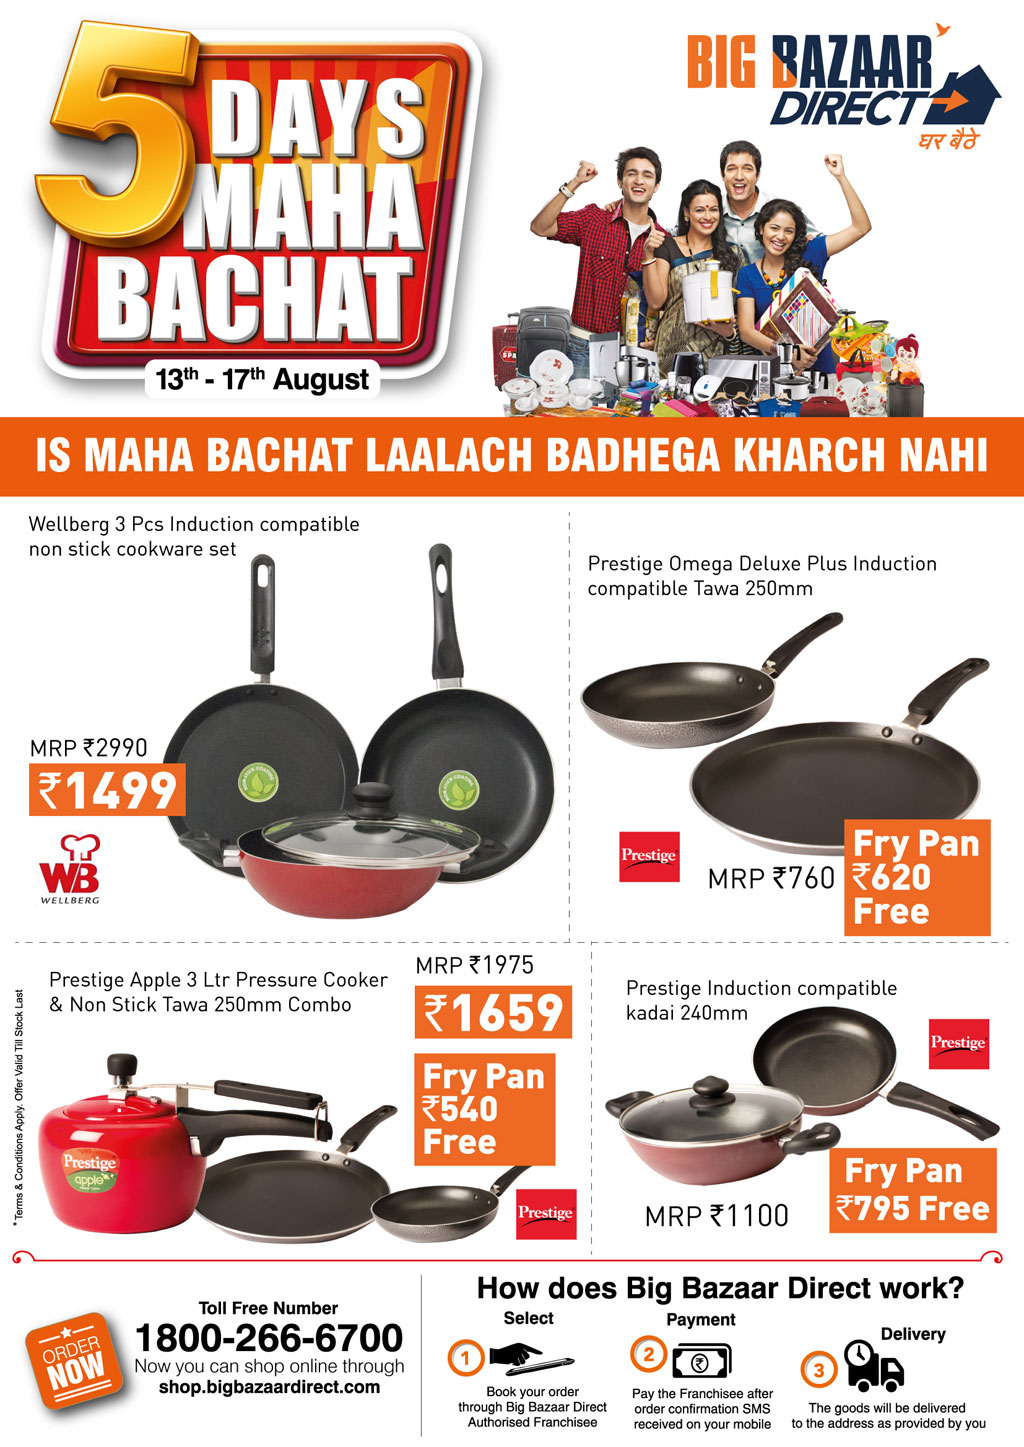 5 DAYS
MAHA
BACHAT
13th - 17th August
BIG BAZAAR
DIRECT
घर बैठे
IS MAHA BACHAT LAALACH BADHEGA KHARCH NAHI
Wellberg 3 Pcs Induction compatible
non stick cookware set
MRP ₹2990
₹1499
WB
WELLBERG
NON-STICK COATING
NON-STICK COATING
Prestige Omega Deluxe Plus Induction
compatible Tawa 250mm
Prestige
MRP ₹760
Fry Pan
₹620
Free
Prestige Apple 3 Ltr Pressure Cooker
& Non Stick Tawa 250mm Combo
MRP ₹1975
₹1659
Fry Pan
₹540
Free
Prestige
apple
Prestige
Prestige Induction compatible
kadai 240mm
Prestige
MRP ₹1100
Fry Pan
₹795 Free
* Terms & Conditions Apply. Offer Valid Till Stock Last
ORDER
NOW
Toll Free Number
1800-266-6700
Now you can shop online through
shop.bigbazaardirect.com
How does Big Bazaar Direct work?
Select
1
Book your order
through Big Bazaar Direct
Authorised Franchisee
Payment
2
₹
Pay the Franchisee after
order confirmation SMS
received on your mobile
Delivery
3
The goods will be delivered
to the address as provided by you